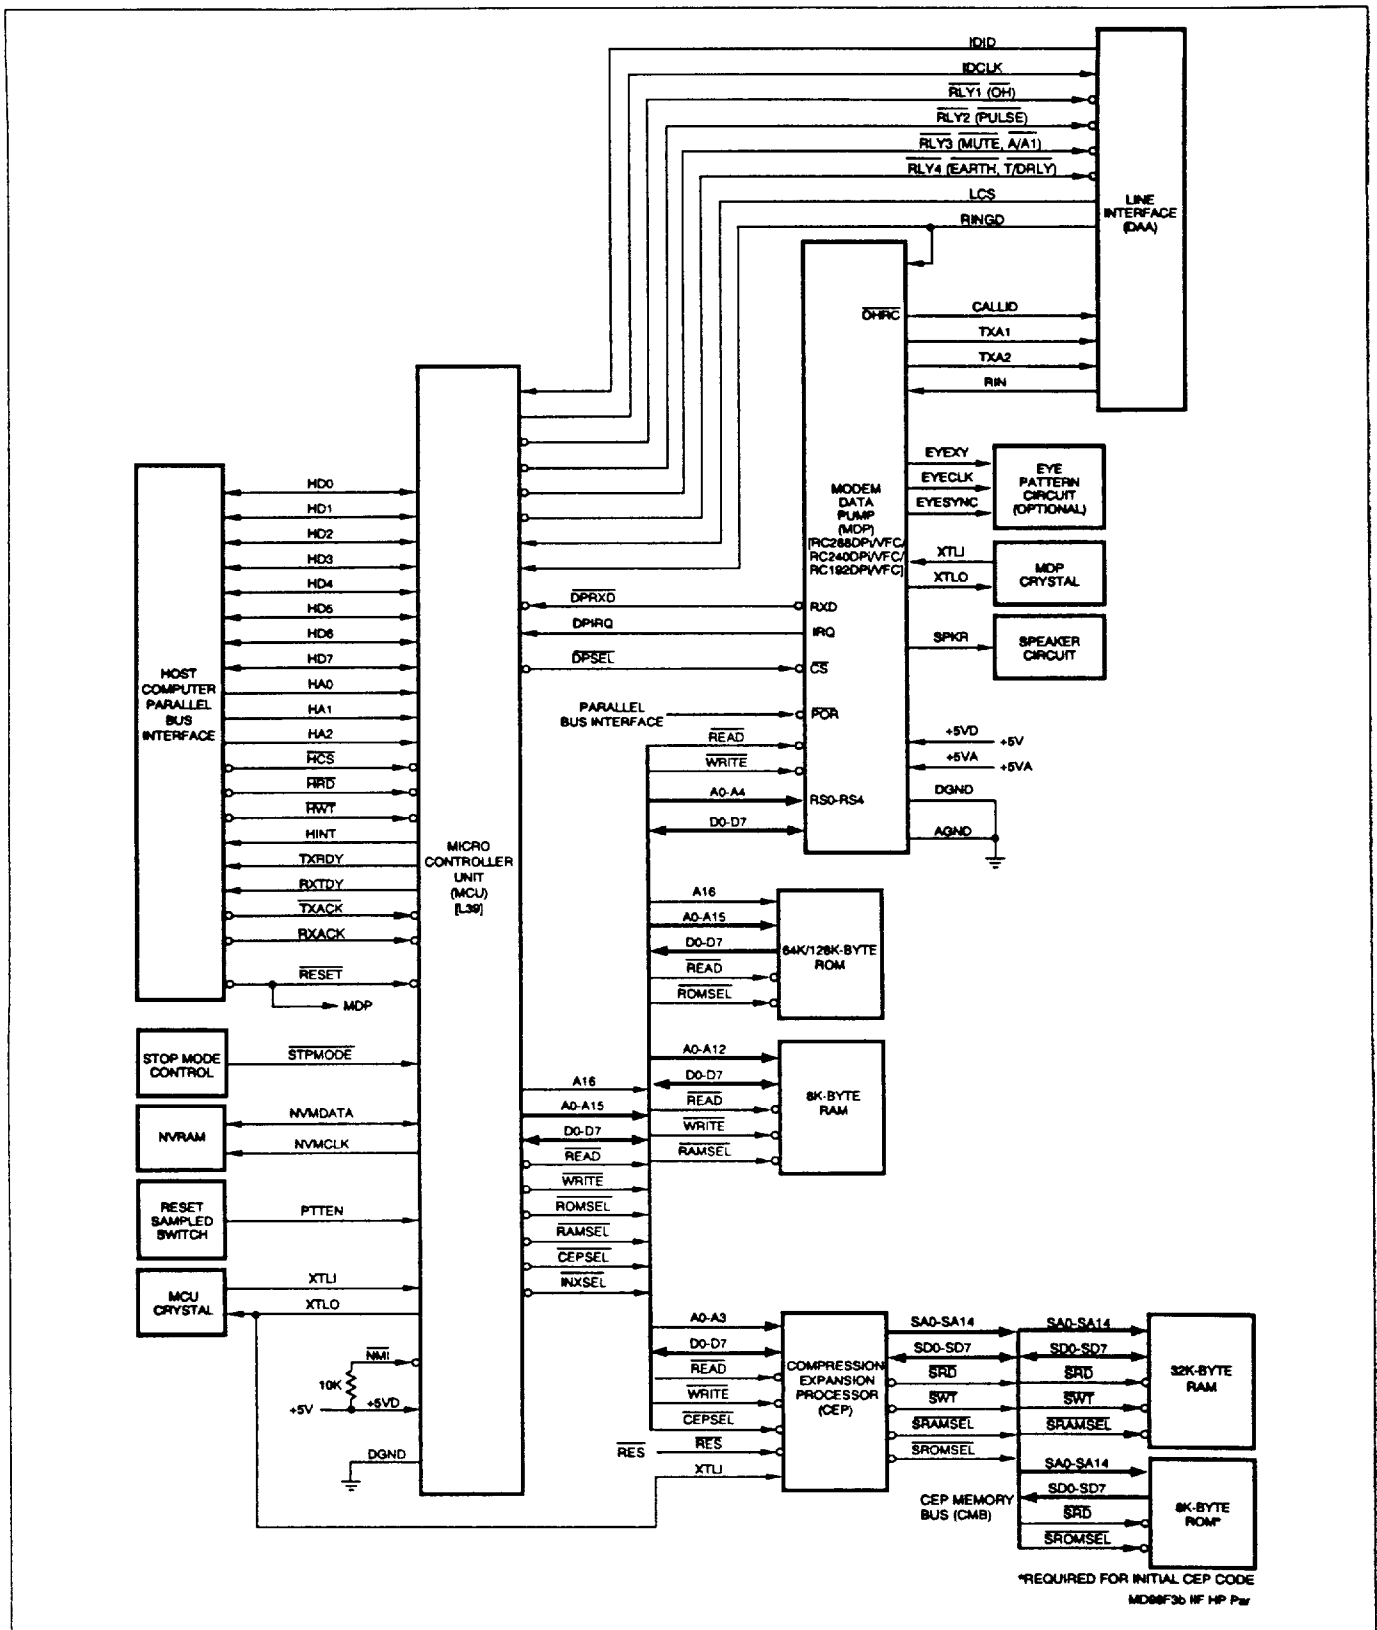 IDID
IDCLK
RLY1 (OH)
RLY2 (PULSE)
RLY3 (MUTE, A/A1)
RLY4 (EARTH, T/DRLY)
LCS
RINGD
LINE
INTERFACE
(DAA)
OHRC
CALLID
TXA1
TXA2
RIN
MODEM
DATA
PUMP
(MDP)
[RC288DPi/VFC/
RC240DPi/VFC/
RC192DPi/VFC]
EYEXY
EYECLK
EYESYNC
EYE
PATTERN
CIRCUIT
(OPTIONAL)
XTLI
XTLO
MDP
CRYSTAL
SPKR
SPEAKER
CIRCUIT
DPRXD
RXD
DPIRQ
IRQ
DPSEL
CS
PARALLEL
BUS INTERFACE
POR
READ
WRITE
A0-A4
RS0-RS4
D0-D7
+5VD
+5V
+5VA
+5VA
DGND
AGND
HOST
COMPUTER
PARALLEL
BUS
INTERFACE
HD0
HD1
HD2
HD3
HD4
HD5
HD6
HD7
HA0
HA1
HA2
HCS
HRD
HWT
HINT
TXRDY
RXTDY
TXACK
RXACK
RESET
MDP
MICRO
CONTROLLER
UNIT
(MCU)
[L39]
A16
A0-A15
D0-D7
READ
ROMSEL
64K/128K-BYTE
ROM
A0-A12
D0-D7
READ
WRITE
RAMSEL
8K-BYTE
RAM
STOP MODE
CONTROL
STPMODE
NVRAM
NVMDATA
NVMCLK
RESET
SAMPLED
SWITCH
PTTEN
MCU
CRYSTAL
XTLI
XTLO
NMI
10K
+5V
+5VD
DGND
A16
A0-A15
D0-D7
READ
WRITE
ROMSEL
RAMSEL
CEPSEL
INXSEL
A0-A3
D0-D7
READ
WRITE
CEPSEL
RES
RES
XTLI
COMPRESSION
EXPANSION
PROCESSOR
(CEP)
SA0-SA14
SD0-SD7
SRD
SWT
SRAMSEL
SROMSEL
SA0-SA14
SD0-SD7
SRD
SWT
SRAMSEL
32K-BYTE
RAM
SA0-SA14
SD0-SD7
SRD
SROMSEL
8K-BYTE
ROM*
CEP MEMORY
BUS (CMB)
*REQUIRED FOR INITIAL CEP CODE
MD98F3b I/F HP Par